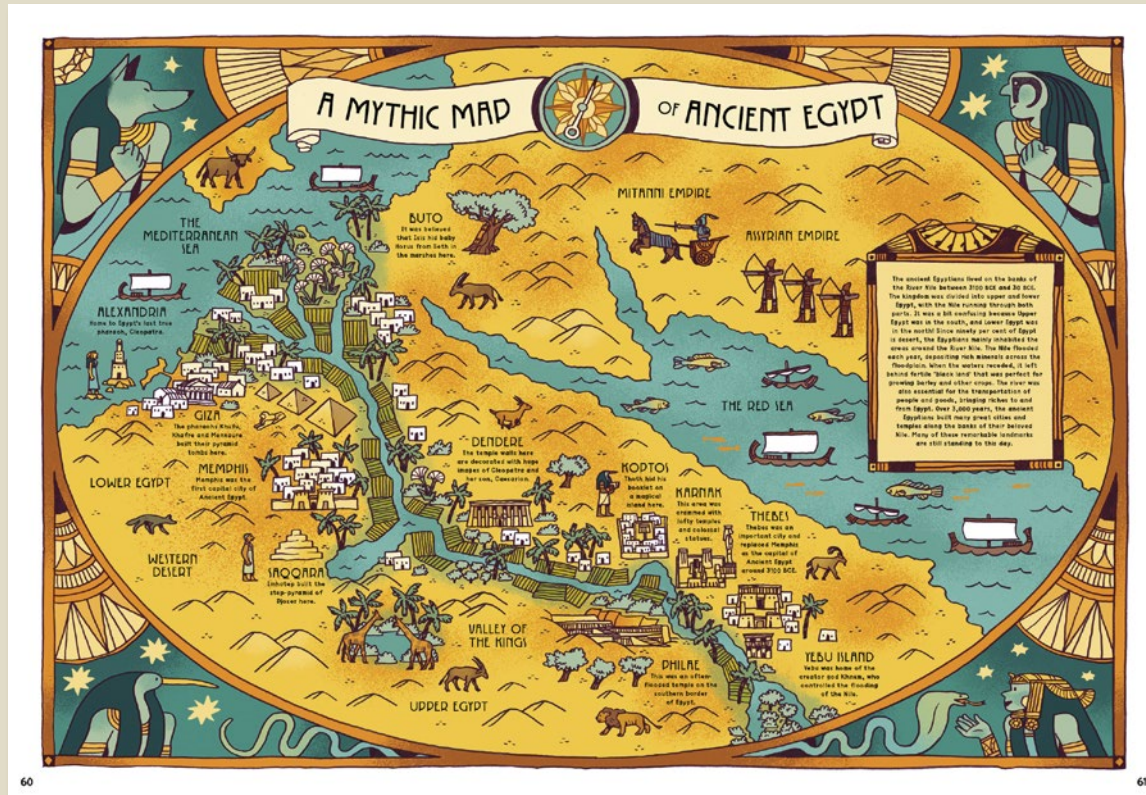 A MYTHIC MAP OF ANCIENT EGYPT
THE
MEDITERRANEAN
SEA
BUTO
It was believed
that Isis hid baby
Horus from Seth in
the marshes here.
MITANNI EMPIRE
ASSYRIAN EMPIRE
The ancient Egyptians lived on the banks of
the River Nile between 3100 BCE and 30 BCE.
The kingdom was divided into upper and lower
Egypt, with the Nile running through both
parts. It was a bit confusing because Upper
Egypt was in the south, and Lower Egypt was
in the north! Since ninety per cent of Egypt
is desert, the Egyptians mainly inhabited the
areas around the River Nile. The Nile flooded
each year, depositing rich minerals across the
floodplain. When the waters receded, it left
behind fertile 'black land' that was perfect for
growing barley and other crops. The river was
also essential for the transportation of
people and goods, bringing riches to and
from Egypt. Over 3,000 years, the ancient
Egyptians built many great cities and
temples along the banks of their beloved
Nile. Many of these remarkable landmarks
are still standing to this day.
ALEXANDRIA
Home to Egypt's last true
pharaoh, Cleopatra.
THE RED SEA
GIZA
The pharaohs Khufu,
Khafre and Menkaure
built their pyramid
tombs here.
DENDERE
The temple walls here
are decorated with huge
images of Cleopatra and
her son, Caesarion.
MEMPHIS
Memphis was the
first capital city of
Ancient Egypt.
LOWER EGYPT
KOPTOS
Thoth hid his
booklet on
a magical
island here.
KARNAK
This area was
crammed with
lofty temples
and colossal
statues.
THEBES
Thebes was an
important city and
replaced Memphis
as the capital of
Ancient Egypt
around 3100 BCE.
WESTERN
DESERT
SAQQARA
Imhotep built the
step-pyramid of
Djoser here.
VALLEY OF
THE KINGS
PHILAE
This was an often-
flooded temple on the
southern border
of Egypt.
YEBU ISLAND
Yebu was home of the
creator god Khnum, who
controlled the flooding
of the Nile.
UPPER EGYPT
60
61